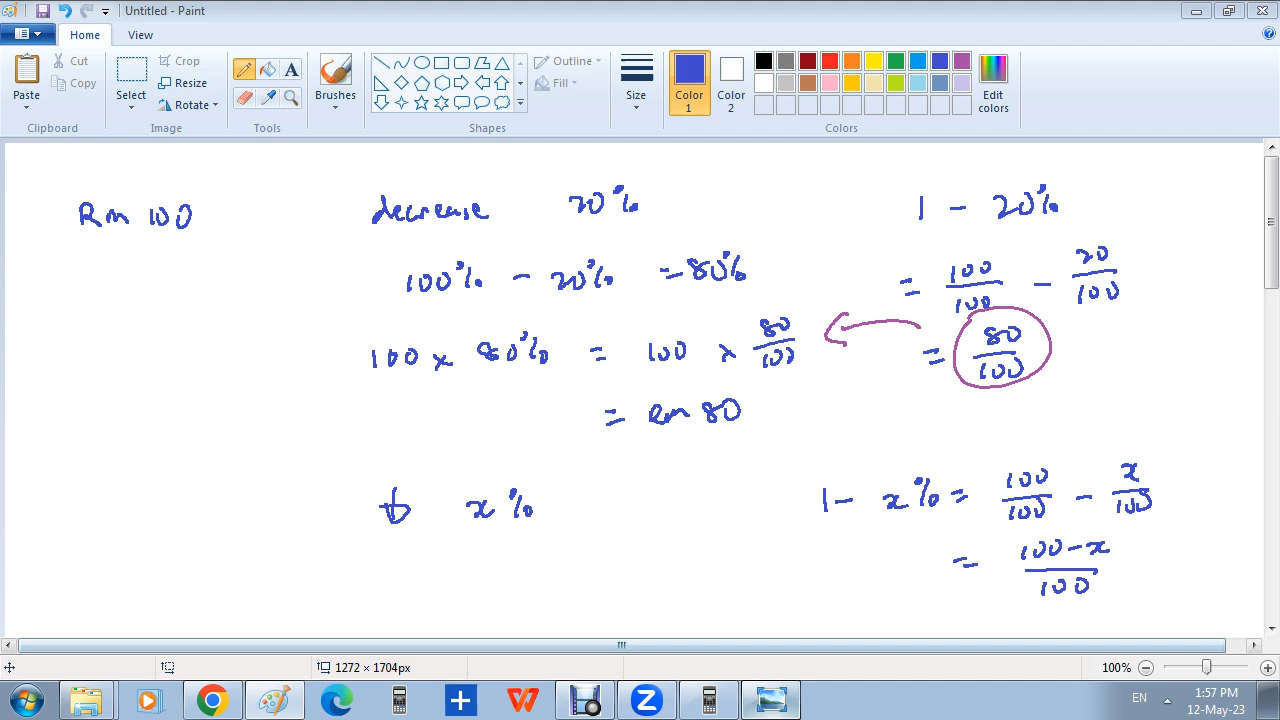 Untitled - Paint
Home View
Paste Cut Copy Select Crop Resize Rotate Brushes Outline Fill Size Color 1 Color 2 Edit colors
Clipboard Image Tools Shapes Colors
Rm 100 decrease 20% 1 - 20%
100% - 20% = 80% = 100/100 - 20/100
100 x 80% = 100 x 80/100 = 80/100
= Rm 80
x% 1 - x% = 100/100 - x/100
= 100-x/100
1272 × 1704px 100%
EN 1:57 PM
12-May-23